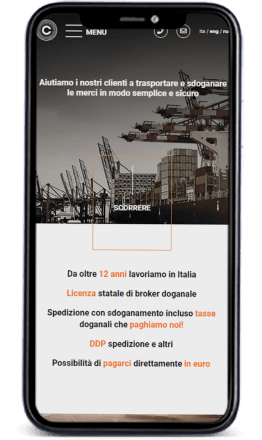 C MENU Ita / eng / ru
Aiutiamo i nostri clienti a trasportare e sdoganare
le merci in modo semplice e sicuro
SCORRERE
Da oltre 12 anni lavoriamo in Italia
Licenza statale di broker doganale
Spedizione con sdoganamento incluso tasse
doganali che paghiamo noi!
DDP spedizione e altri
Possibilità di pagarci direttamente in euro